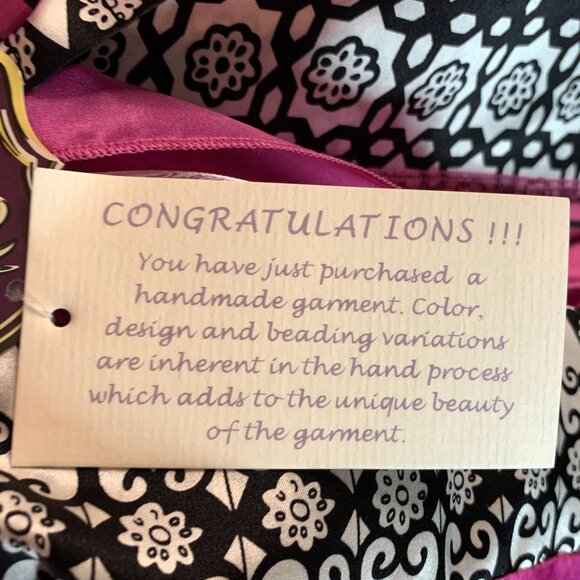 CONGRATULATIONS !!!
You have just purchased a
handmade garment. Color,
design and beading variations
are inherent in the hand process
which adds to the unique beauty
of the garment.